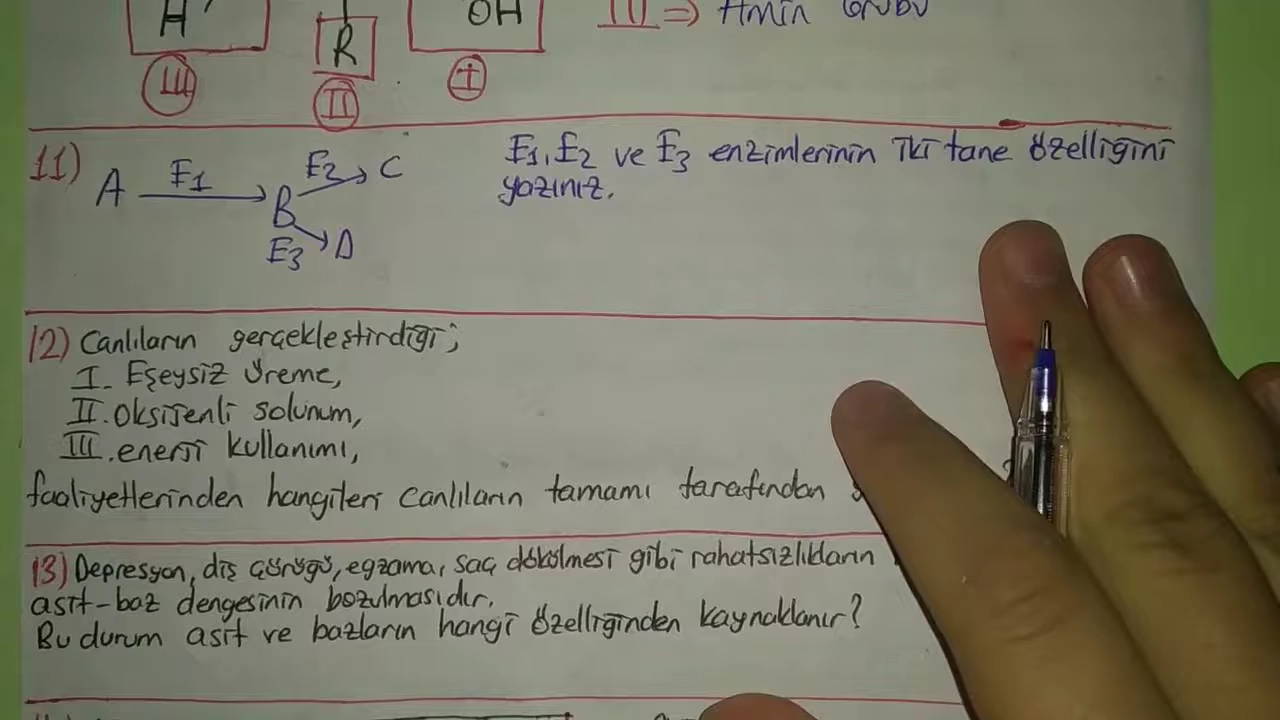 H
R
OH
III ⇒ Amin Grubu
III
II
I
11)
A E1 B E2 C
E3 D
E1, E2 ve E3 enzimlerinin iki tane özelliğini
yazınız.
12) Canlıların gerçekleştirdiği;
I. Eşeysiz üreme,
II. oksijenli solunum,
III. enerji kullanımı,
faaliyetlerinden hangileri canlıların tamamı tarafından
13) Depresyon, diş çürüğü, egzama, saç dökülmesi gibi rahatsızlıkların
asit-baz dengesinin bozulmasıdır.
Bu durum asit ve bazların hangi özelliğinden kaynaklanır?